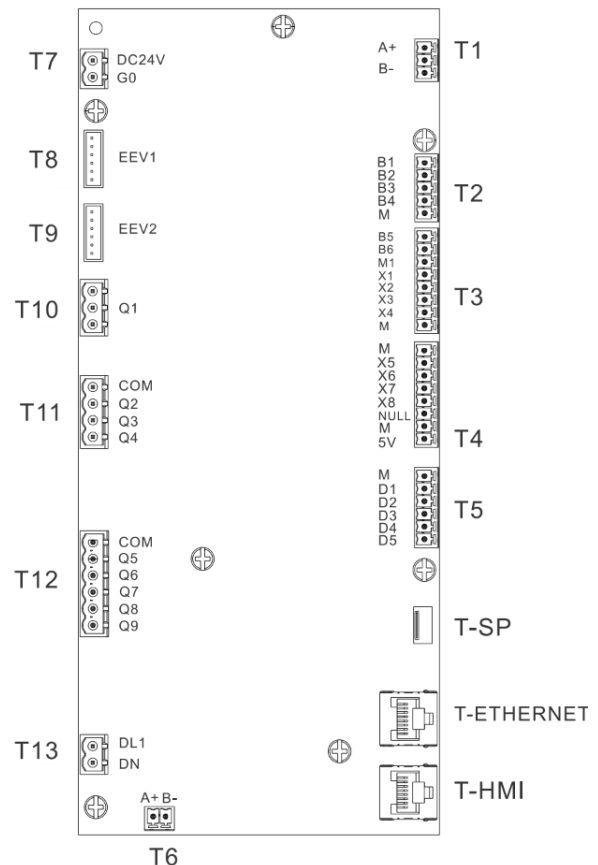 T7
DC24V
G0
T8
EEV1
T9
EEV2
T10
Q1
T11
COM
Q2
Q3
Q4
T12
COM
Q5
Q6
Q7
Q8
Q9
T13
DL1
DN
A+ B-
T6
A+
B-
T1
B1
B2
B3
B4
M
T2
B5
B6
M1
X1
X2
X3
X4
M
T3
M
X5
X6
X7
X8
NULL
M
5V
T4
M
D1
D2
D3
D4
D5
T5
T-SP
T-ETHERNET
T-HMI